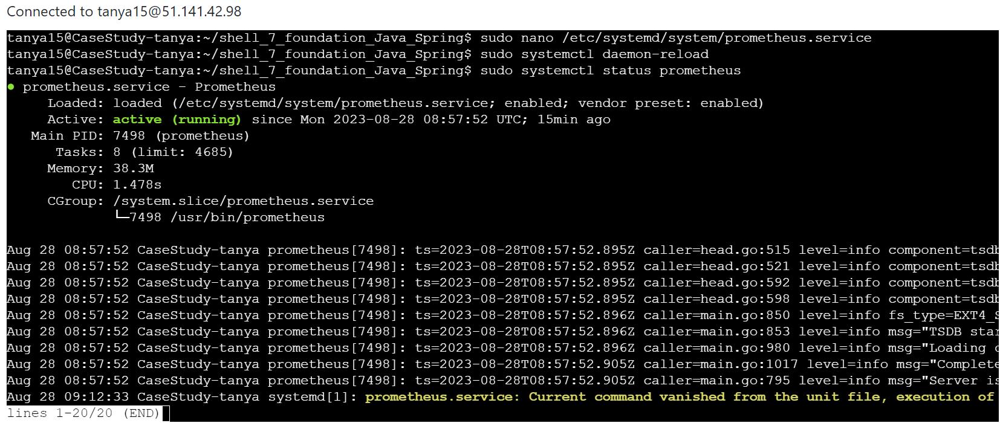 Connected to tanya15@51.141.42.98
tanya15@CaseStudy-tanya:~/shell_7_foundation_Java_Spring$ sudo nano /etc/systemd/system/prometheus.service
tanya15@CaseStudy-tanya:~/shell_7_foundation_Java_Spring$ sudo systemctl daemon-reload
tanya15@CaseStudy-tanya:~/shell_7_foundation_Java_Spring$ sudo systemctl status prometheus
● prometheus.service - Prometheus
Loaded: loaded (/etc/systemd/system/prometheus.service; enabled; vendor preset: enabled)
Active: active (running) since Mon 2023-08-28 08:57:52 UTC; 15min ago
Main PID: 7498 (prometheus)
Tasks: 8 (limit: 4685)
Memory: 38.3M
CPU: 1.478s
CGroup: /system.slice/prometheus.service
└─7498 /usr/bin/prometheus
Aug 28 08:57:52 CaseStudy-tanya prometheus[7498]: ts=2023-08-28T08:57:52.895Z caller=head.go:515 level=info component=tsdb
Aug 28 08:57:52 CaseStudy-tanya prometheus[7498]: ts=2023-08-28T08:57:52.895Z caller=head.go:521 level=info component=tsdb
Aug 28 08:57:52 CaseStudy-tanya prometheus[7498]: ts=2023-08-28T08:57:52.895Z caller=head.go:592 level=info component=tsdb
Aug 28 08:57:52 CaseStudy-tanya prometheus[7498]: ts=2023-08-28T08:57:52.895Z caller=head.go:598 level=info component=tsdb
Aug 28 08:57:52 CaseStudy-tanya prometheus[7498]: ts=2023-08-28T08:57:52.896Z caller=main.go:850 level=info fs_type=EXT4_S
Aug 28 08:57:52 CaseStudy-tanya prometheus[7498]: ts=2023-08-28T08:57:52.896Z caller=main.go:853 level=info msg="TSDB star
Aug 28 08:57:52 CaseStudy-tanya prometheus[7498]: ts=2023-08-28T08:57:52.896Z caller=main.go:980 level=info msg="Loading c
Aug 28 08:57:52 CaseStudy-tanya prometheus[7498]: ts=2023-08-28T08:57:52.905Z caller=main.go:1017 level=info msg="Complete
Aug 28 08:57:52 CaseStudy-tanya prometheus[7498]: ts=2023-08-28T08:57:52.905Z caller=main.go:795 level=info msg="Server is
Aug 28 09:12:33 CaseStudy-tanya systemd[1]: prometheus.service: Current command vanished from the unit file, execution of
lines 1-20/20 (END)